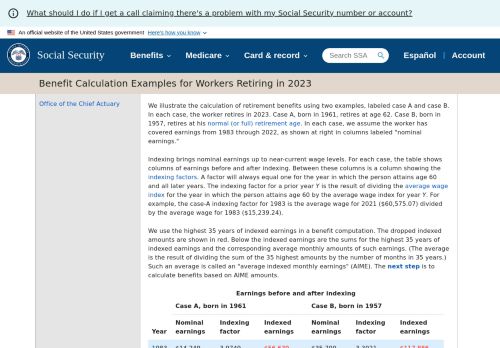 What should I do if I get a call claiming there's a problem with my Social Security number or account?
An official website of the United States government Here's how you know
Social Security
Benefits Medicare Card & record Search SSA Español Account
Benefit Calculation Examples for Workers Retiring in 2023
Office of the Chief Actuary
We illustrate the calculation of retirement benefits using two examples, labeled case A and case B.
In each case, the worker retires in 2023. Case A, born in 1961, retires at age 62. Case B, born in
1957, retires at his normal (or full) retirement age. In each case, we assume the worker has
covered earnings from 1983 through 2022, as shown at right in columns labeled "nominal
earnings."
Indexing brings nominal earnings up to near-current wage levels. For each case, the table shows
columns of earnings before and after indexing. Between these columns is a column showing the
indexing factors. A factor will always equal one for the year in which the person attains age 60
and all later years. The indexing factor for a prior year Y is the result of dividing the average wage
index for the year in which the person attains age 60 by the average wage index for year Y. For
example, the case-A indexing factor for 1983 is the average wage for 2021 ($60,575.07) divided
by the average wage for 1983 ($15,239.24).
We use the highest 35 years of indexed earnings in a benefit computation. The dropped indexed
amounts are shown in red. Below the indexed earnings are the sums for the highest 35 years of
indexed earnings and the corresponding average monthly amounts of such earnings. (The average
is the result of dividing the sum of the 35 highest amounts by the number of months in 35 years.)
Such an average is called an "average indexed monthly earnings" (AIME). The next step is to
calculate benefits based on AIME amounts.
Earnings before and after indexing
Case A, born in 1961 Case B, born in 1957
Nominal Indexing Indexed Nominal Indexing Indexed
Year earnings factor earnings earnings factor earnings
1983